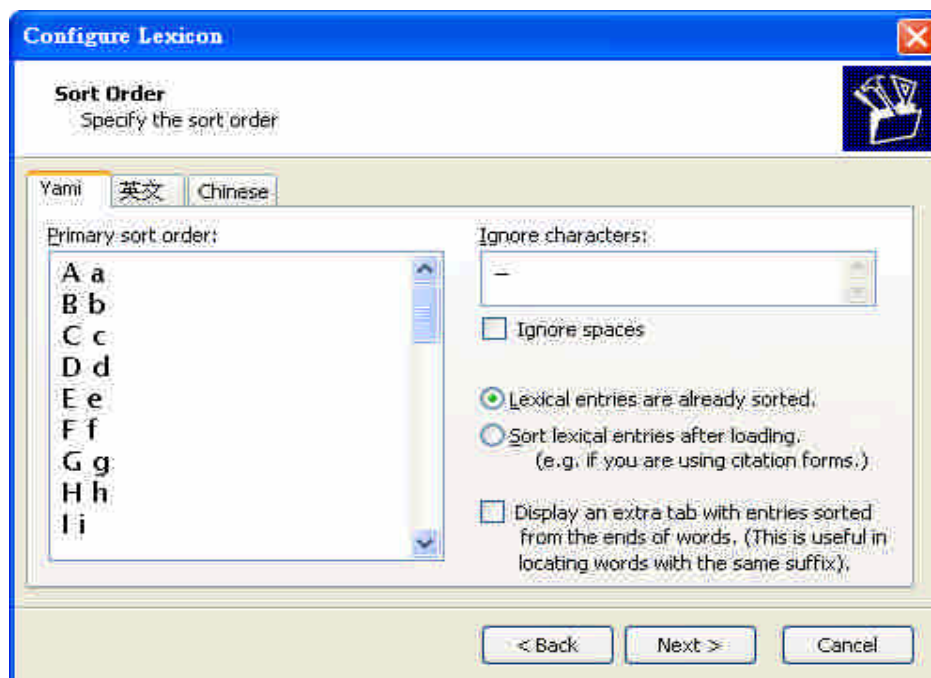 Configure Lexicon
Sort Order
Specify the sort order
Yami 英文 Chinese
Primary sort order:
A a
B b
C c
D d
E e
F f
G g
H h
I i
Ignore characters:
–
Ignore spaces
Lexical entries are already sorted.
Sort lexical entries after loading.
(e.g. if you are using citation forms.)
Display an extra tab with entries sorted
from the ends of words. (This is useful in
locating words with the same suffix).
< Back Next > Cancel